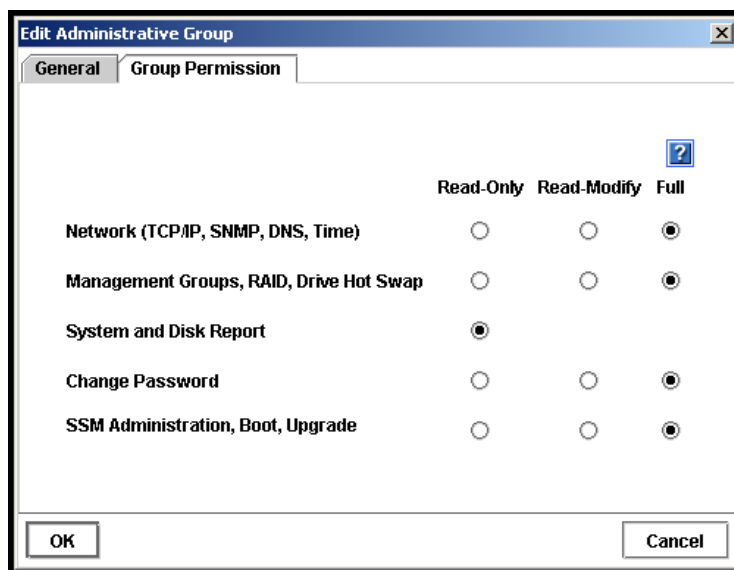 Edit Administrative Group
General Group Permission
?
Read-Only Read-Modify Full
Network (TCP/IP, SNMP, DNS, Time)
Management Groups, RAID, Drive Hot Swap
System and Disk Report
Change Password
SSM Administration, Boot, Upgrade
OK Cancel